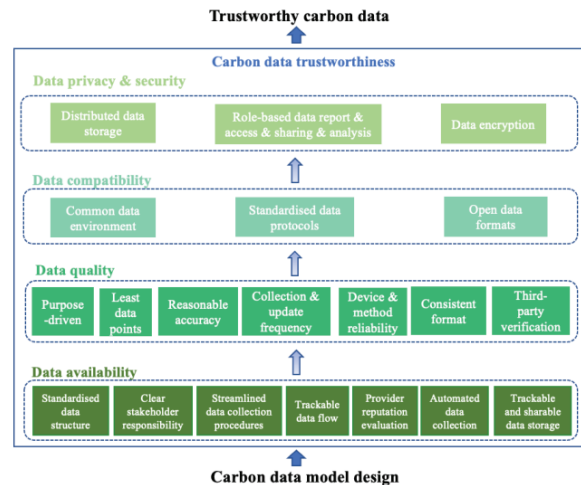 Trustworthy carbon data
Carbon data trustworthiness
Data privacy & security
Distributed data
storage
Role-based data report &
access & sharing & analysis
Data encryption
Data compatibility
Common data
environment
Standardised data
protocols
Open data
formats
Data quality
Purpose
-driven
Least
data
points
Reasonable
accuracy
Collection &
update
frequency
Device &
method
reliability
Consistent
format
Third-
party
verification
Data availability
Standardised
data
structure
Clear
stakeholder
responsibility
Streamlined
data collection
procedures
Trackable
data flow
Provider
reputation
evaluation
Automated
data
collection
Trackable
and sharable
data storage
Carbon data model design